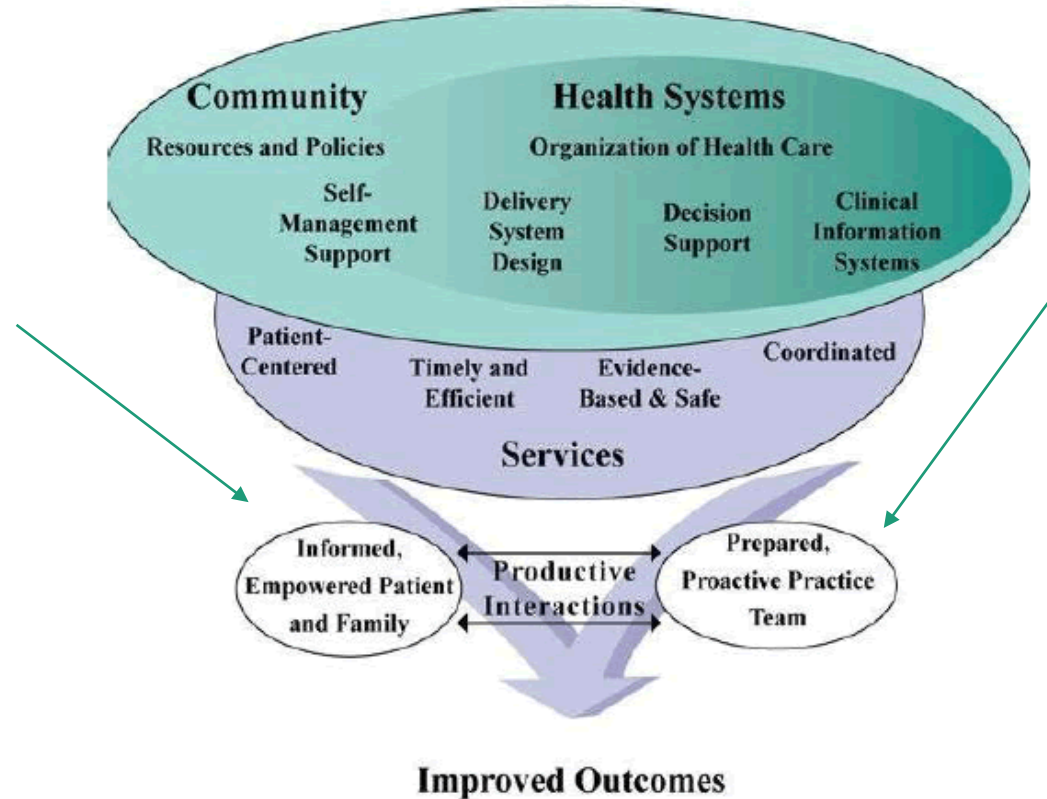 Community
Health Systems
Resources and Policies
Organization of Health Care
Self-
Management
Support
Delivery
System
Design
Decision
Support
Clinical
Information
Systems
Patient-
Centered
Timely and
Efficient
Evidence-
Based & Safe
Coordinated
Services
Informed,
Empowered Patient
and Family
Productive
Interactions
Prepared,
Proactive Practice
Team
Improved Outcomes